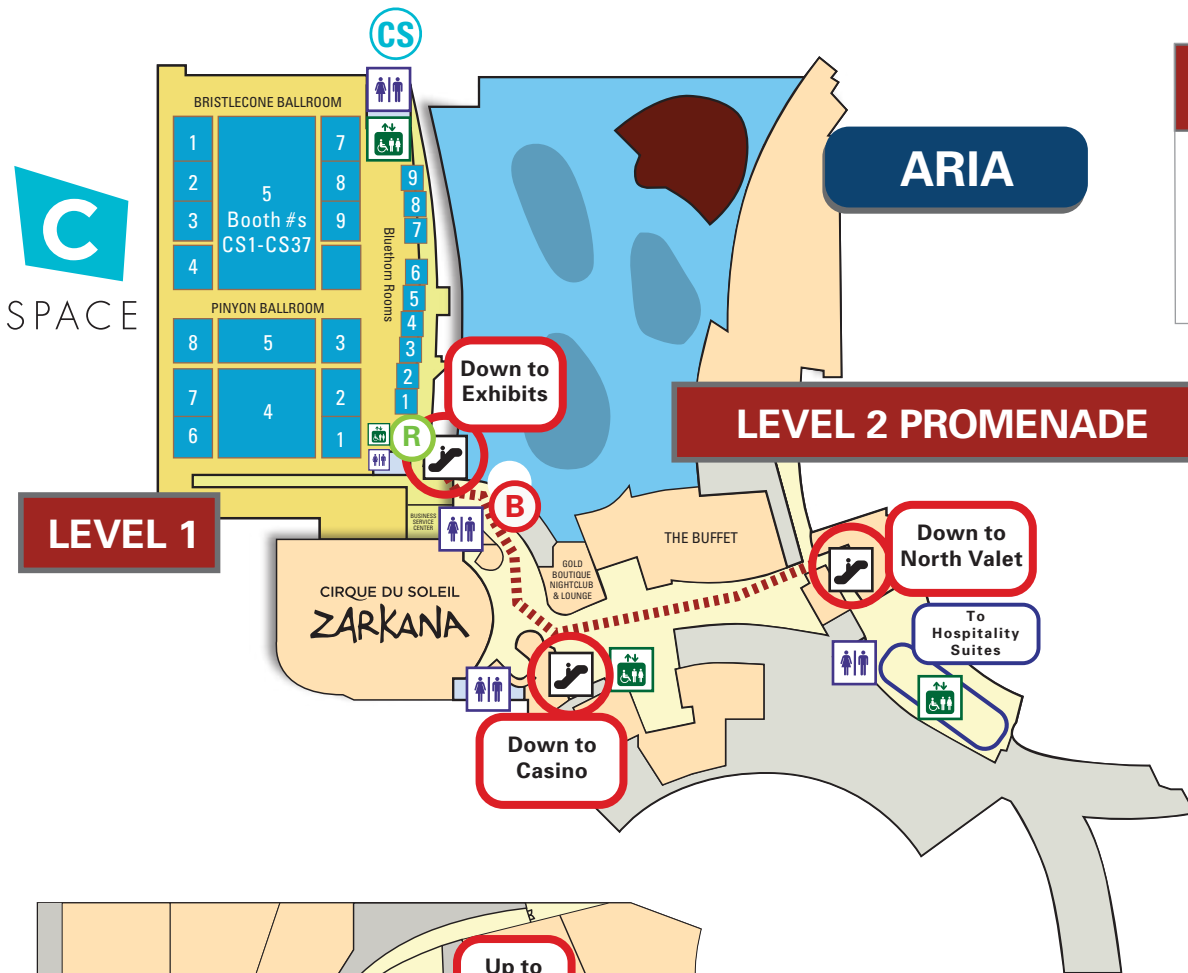 CS
BRISTLECONE BALLROOM
1
2
3
4
5
Booth #s
CS1-CS37
7
8
9
9
8
7
6
5
4
3
2
1
Bluethorn Rooms
ARIA
C
SPACE
PINYON BALLROOM
8
5
3
7
4
2
6
1
Down to
Exhibits
R
LEVEL 2 PROMENADE
B
LEVEL 1
BUSINESS
SERVICE
CENTER
THE BUFFET
Down to
North Valet
GOLD
BOUTIQUE
NIGHTCLUB
& LOUNGE
CIRQUE DU SOLEIL
ZARKANA
To
Hospitality
Suites
Down to
Casino
Up to